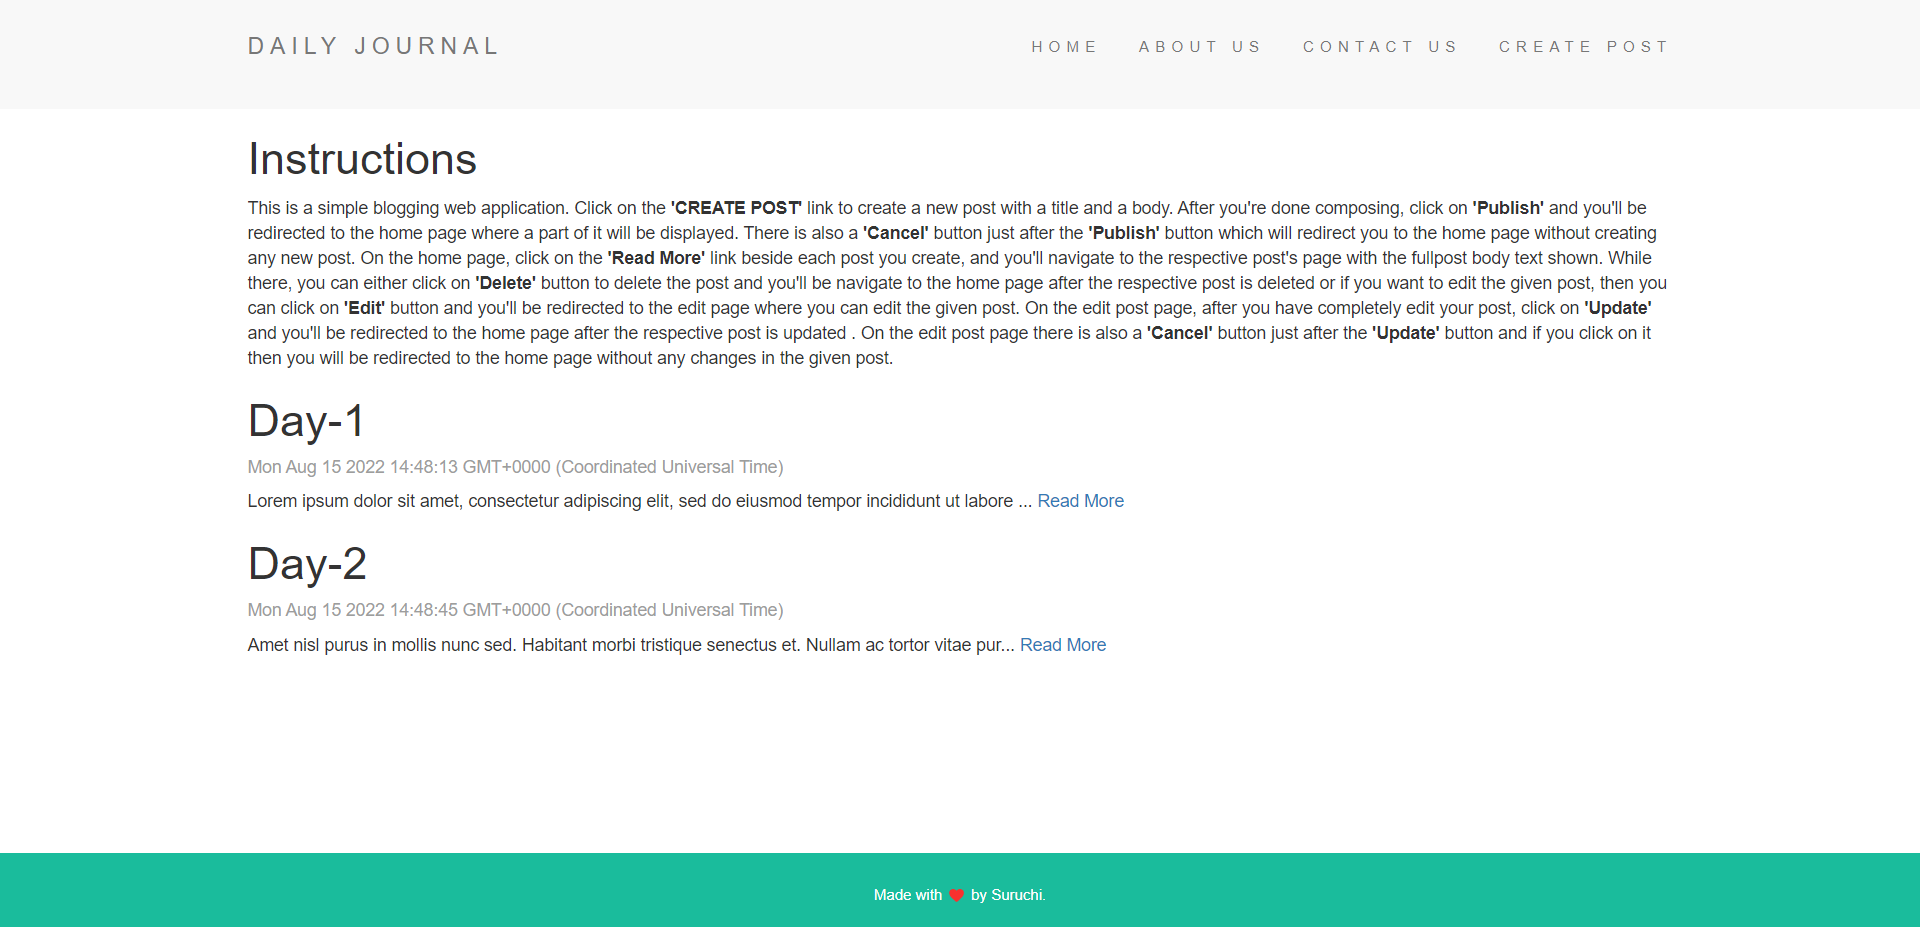 DAILY JOURNAL
HOME ABOUT US CONTACT US CREATE POST
Instructions
This is a simple blogging web application. Click on the 'CREATE POST' link to create a new post with a title and a body. After you're done composing, click on 'Publish' and you'll be
redirected to the home page where a part of it will be displayed. There is also a 'Cancel' button just after the 'Publish' button which will redirect you to the home page without creating
any new post. On the home page, click on the 'Read More' link beside each post you create, and you'll navigate to the respective post's page with the fullpost body text shown. While
there, you can either click on 'Delete' button to delete the post and you'll be navigate to the home page after the respective post is deleted or if you want to edit the given post, then you
can click on 'Edit' button and you'll be redirected to the edit page where you can edit the given post. On the edit post page, after you have completely edit your post, click on 'Update'
and you'll be redirected to the home page after the respective post is updated . On the edit post page there is also a 'Cancel' button just after the 'Update' button and if you click on it
then you will be redirected to the home page without any changes in the given post.
Day-1
Mon Aug 15 2022 14:48:13 GMT+0000 (Coordinated Universal Time)
Lorem ipsum dolor sit amet, consectetur adipiscing elit, sed do eiusmod tempor incididunt ut labore ... Read More
Day-2
Mon Aug 15 2022 14:48:45 GMT+0000 (Coordinated Universal Time)
Amet nisl purus in mollis nunc sed. Habitant morbi tristique senectus et. Nullam ac tortor vitae pur... Read More
Made with ❤ by Suruchi.